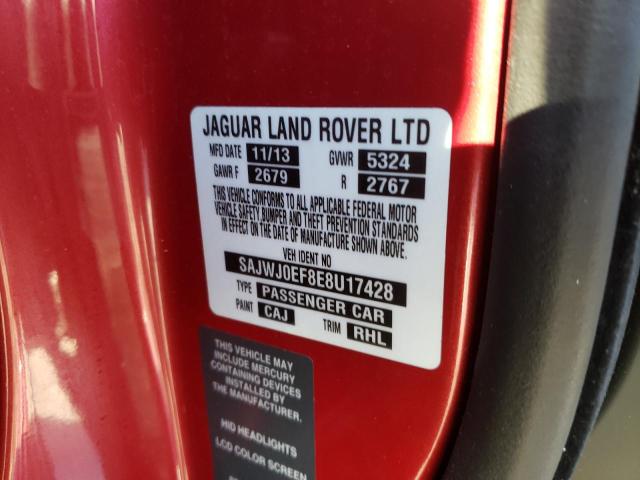 JAGUAR LAND ROVER LTD
MFD DATE 11/13 GVWR 5324
GAWR F 2679 R 2767
THIS VEHICLE CONFORMS TO ALL APPLICABLE FEDERAL MOTOR
VEHICLE SAFETY, BUMPER AND THEFT PREVENTION STANDARDS
IN EFFECT ON THE DATE OF MANUFACTURE SHOWN ABOVE.
VEH IDENT NO
SAJWJ0EF8E8U17428
TYPE PASSENGER CAR
PAINT CAJ TRIM RHL
THIS VEHICLE MAY
INCLUDE MERCURY
CONTAINING DEVICES
INSTALLED BY
THE MANUFACTURER.
HID HEADLIGHTS
LCD COLOR SCREEN